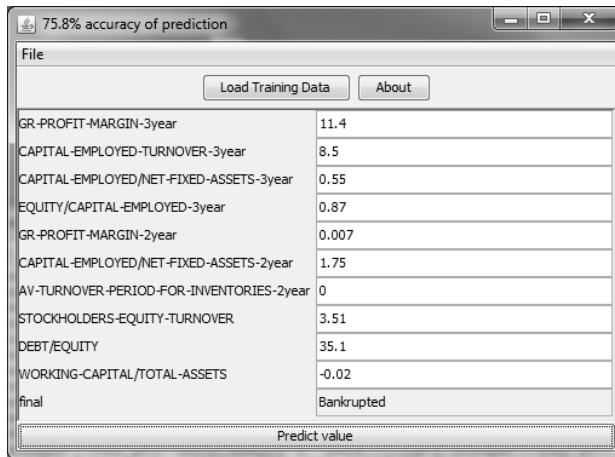 75.8% accuracy of prediction
File
Load Training Data About
GR-PROFIT-MARGIN-3year 11.4
CAPITAL-EMPLOYED-TURNOVER-3year 8.5
CAPITAL-EMPLOYED/NET-FIXED-ASSETS-3year 0.55
EQUITY/CAPITAL-EMPLOYED-3year 0.87
GR-PROFIT-MARGIN-2year 0.007
CAPITAL-EMPLOYED/NET-FIXED-ASSETS-2year 1.75
AV-TURNOVER-PERIOD-FOR-INVENTORIES-2year 0
STOCKHOLDERS-EQUITY-TURNOVER 3.51
DEBT/EQUITY 35.1
WORKING-CAPITAL/TOTAL-ASSETS -0.02
final Bankrupted
Predict value